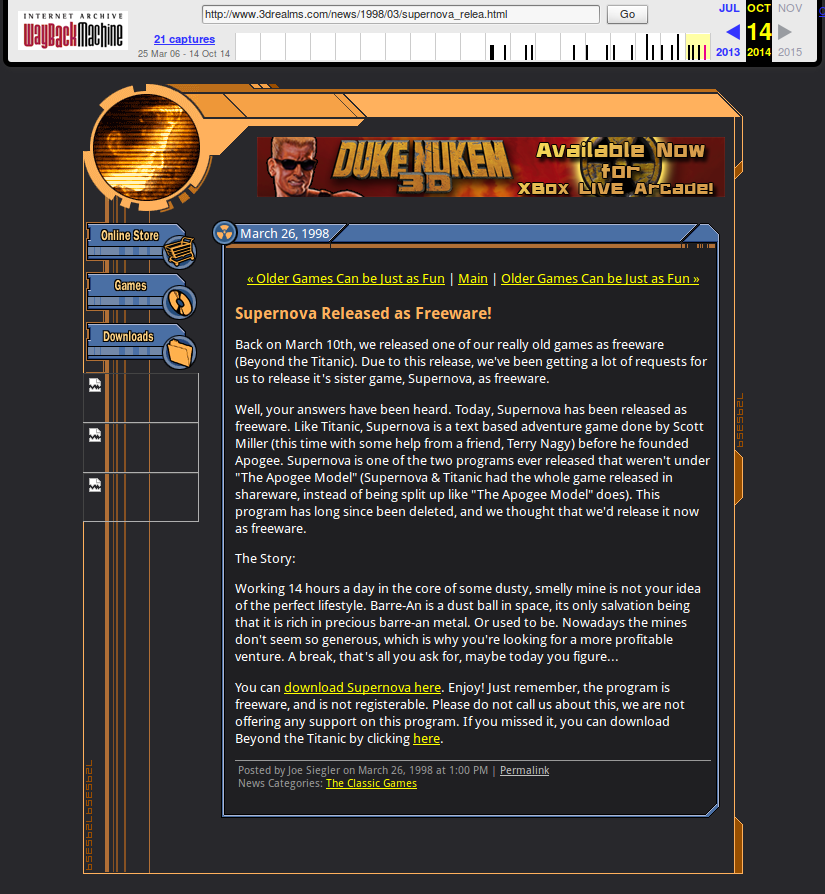 INTERNET ARCHIVE
WayBackMachine
http://www.3drealms.com/news/1998/03/supernova_relea.html
Go
21 captures
25 Mar 06 - 14 Oct 14
JUL OCT NOV
14
2013 2014 2015
DUKE NUKEM
3D
Available Now
for
XBox LIVE Arcade!
Online Store
Games
Downloads
March 26, 1998
« Older Games Can be Just as Fun | Main | Older Games Can be Just as Fun »
Supernova Released as Freeware!
Back on March 10th, we released one of our really old games as freeware
(Beyond the Titanic). Due to this release, we've been getting a lot of requests for
us to release it's sister game, Supernova, as freeware.
Well, your answers have been heard. Today, Supernova has been released as
freeware. Like Titanic, Supernova is a text based adventure game done by Scott
Miller (this time with some help from a friend, Terry Nagy) before he founded
Apogee. Supernova is one of the two programs ever released that weren't under
"The Apogee Model" (Supernova & Titanic had the whole game released in
shareware, instead of being split up like "The Apogee Model" does). This
program has long since been deleted, and we thought that we'd release it now
as freeware.
The Story:
Working 14 hours a day in the core of some dusty, smelly mine is not your idea
of the perfect lifestyle. Barre-An is a dust ball in space, its only salvation being
that it is rich in precious barre-an metal. Or used to be. Nowadays the mines
don't seem so generous, which is why you're looking for a more profitable
venture. A break, that's all you ask for, maybe today you figure...
You can download Supernova here. Enjoy! Just remember, the program is
freeware, and is not registerable. Please do not call us about this, we are not
offering any support on this program. If you missed it, you can download
Beyond the Titanic by clicking here.
Posted by Joe Siegler on March 26, 1998 at 1:00 PM | Permalink
News Categories: The Classic Games